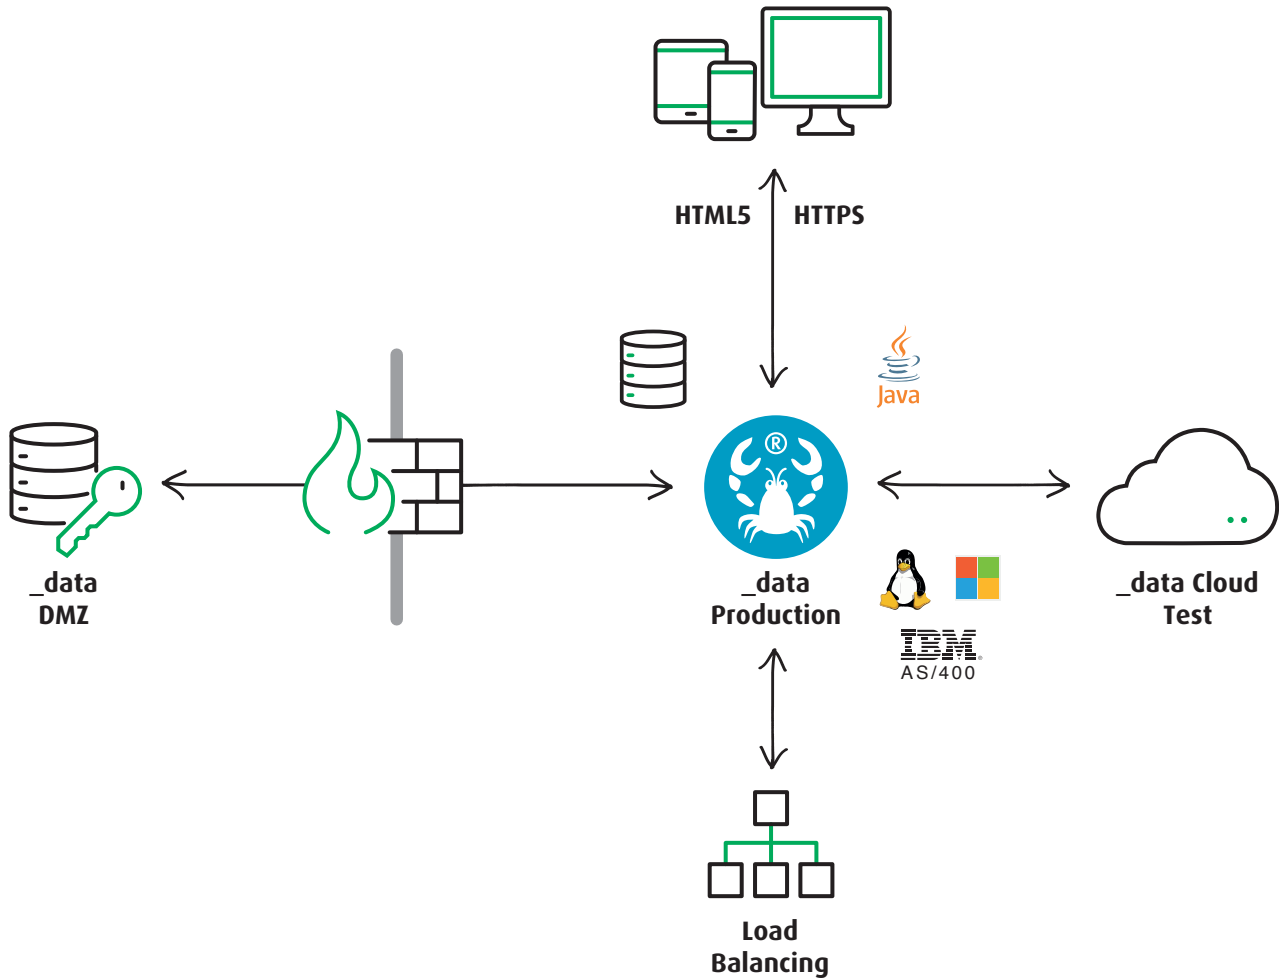 HTML5 HTTPS
Java
®
_data
DMZ
_data
Production
_data Cloud
Test
IBM®
AS/400
Load
Balancing